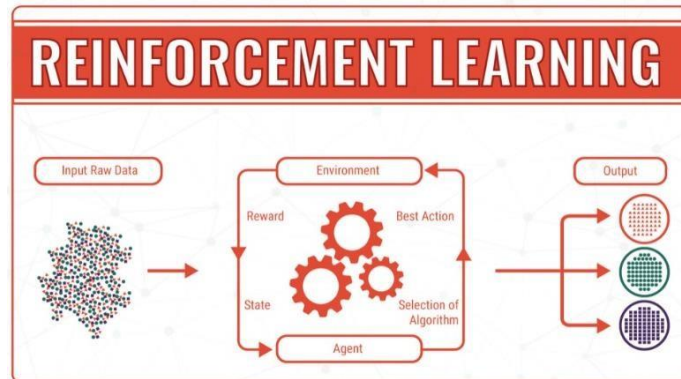 REINFORCEMENT LEARNING
Input Raw Data
Environment
Output
Reward
Best Action
State
Selection of
Algorithm
Agent